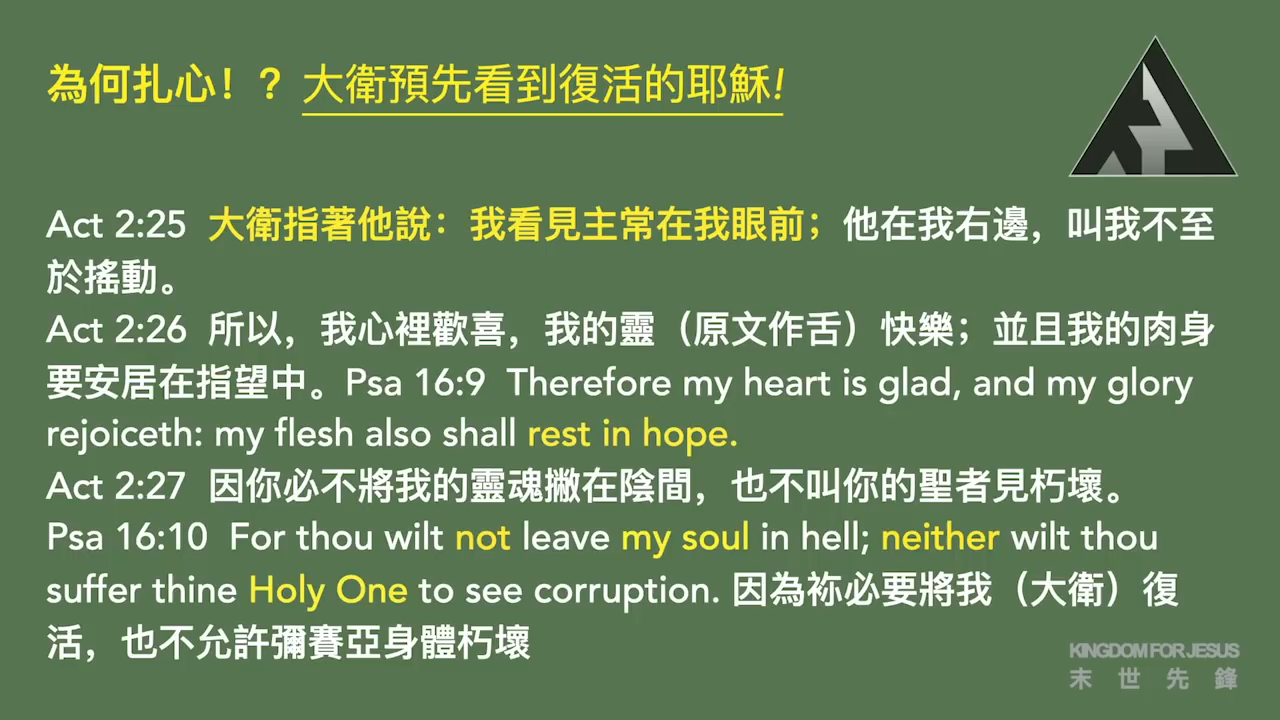 為何扎心！？大衛預先看到復活的耶穌!
Act 2:25 大衛指著他說：我看見主常在我眼前；他在我右邊，叫我不至
於搖動。
Act 2:26 所以，我心裡歡喜，我的靈（原文作舌）快樂；並且我的肉身
要安居在指望中。Psa 16:9 Therefore my heart is glad, and my glory
rejoiceth: my flesh also shall rest in hope.
Act 2:27 因你必不將我的靈魂撇在陰間，也不叫你的聖者見朽壞。
Psa 16:10 For thou wilt not leave my soul in hell; neither wilt thou
suffer thine Holy One to see corruption. 因為祢必要將我（大衛）復
活，也不允許彌賽亞身體朽壞
KINGDOM FOR JESUS
末世先鋒